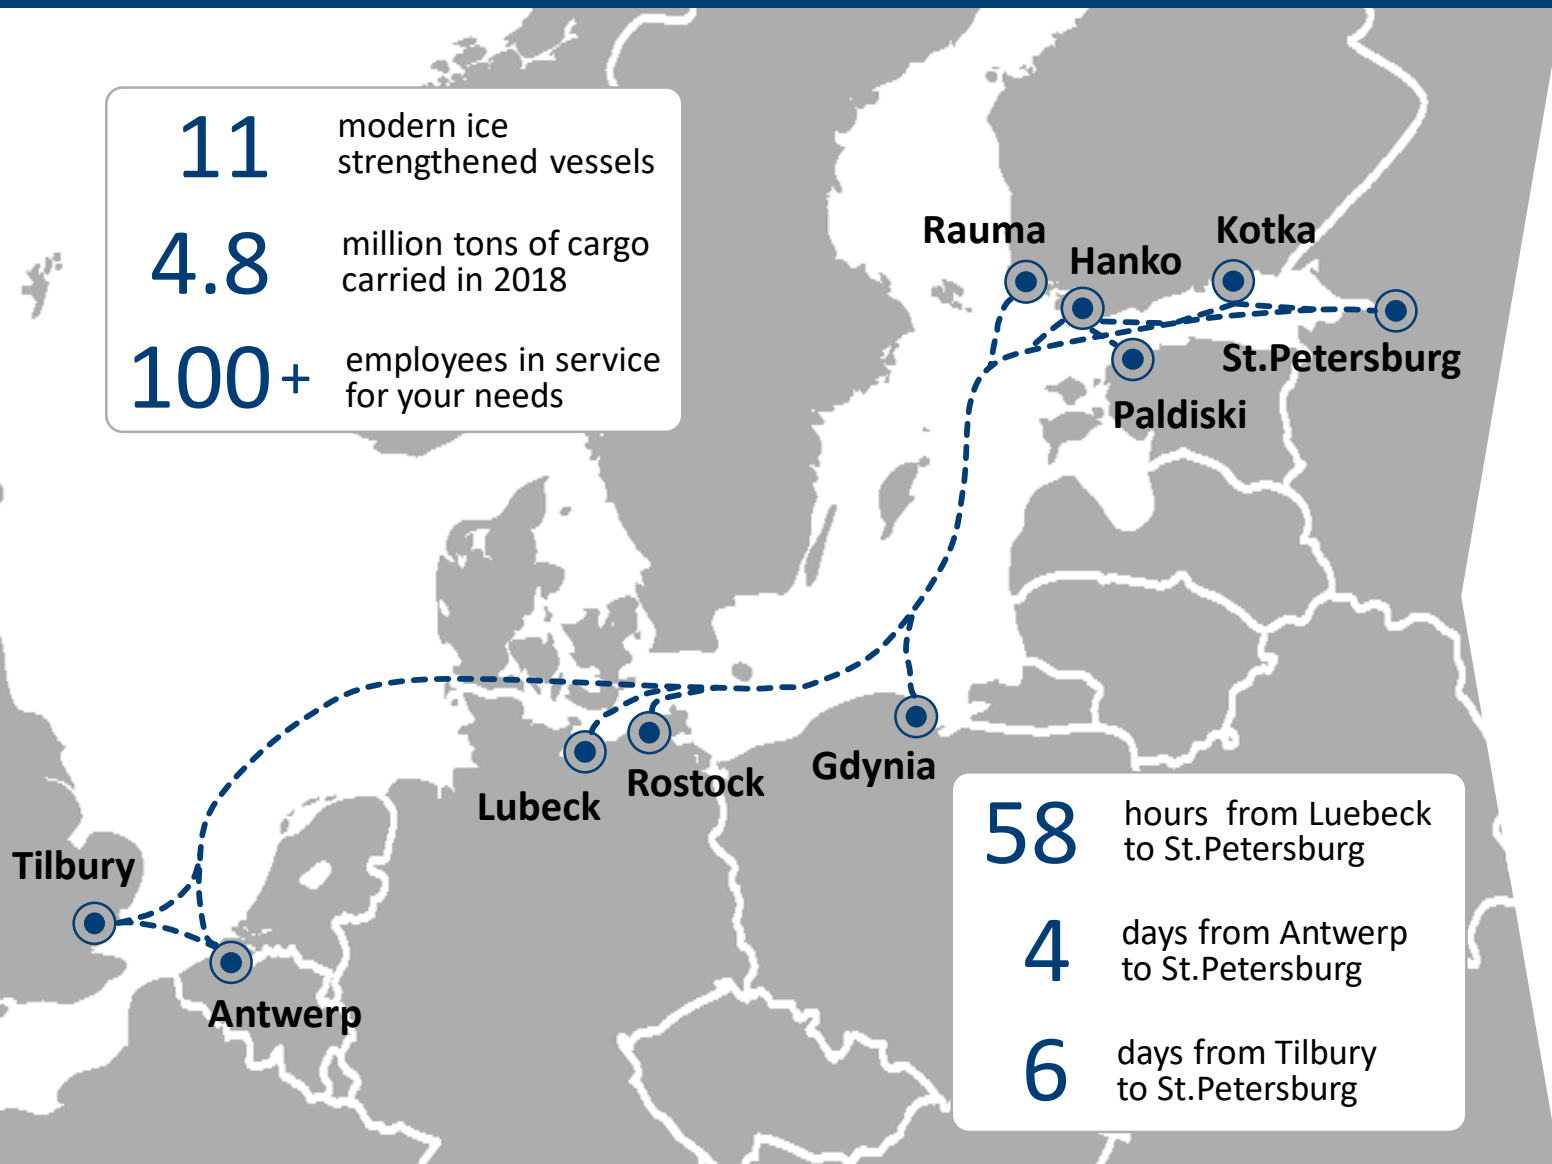 11
modern ice
strengthened vessels
4.8
million tons of cargo
carried in 2018
100+
employees in service
for your needs
Rauma
Hanko
Kotka
St.Petersburg
Paldiski
Gdynia
Rostock
Lubeck
Tilbury
Antwerp
58
hours from Luebeck
to St.Petersburg
4
days from Antwerp
to St.Petersburg
6
days from Tilbury
to St.Petersburg